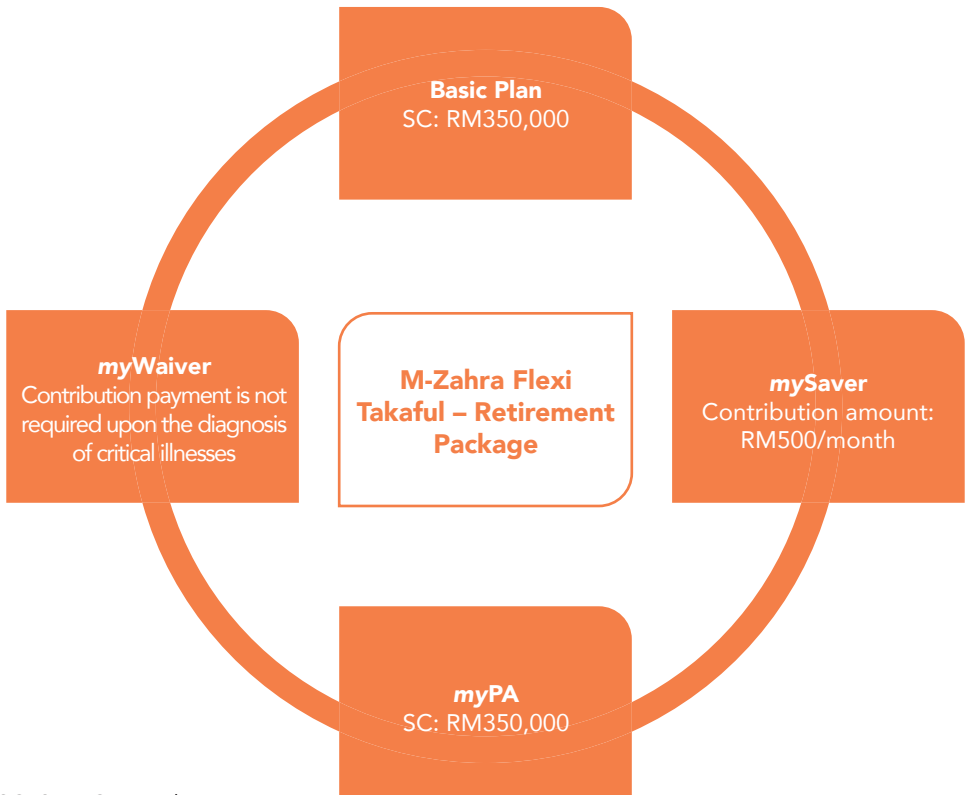 Basic Plan
SC: RM350,000
myWaiver
Contribution payment is not
required upon the diagnosis
of critical illnesses
M-Zahra Flexi
Takaful – Retirement
Package
mySaver
Contribution amount:
RM500/month
myPA
SC: RM350,000